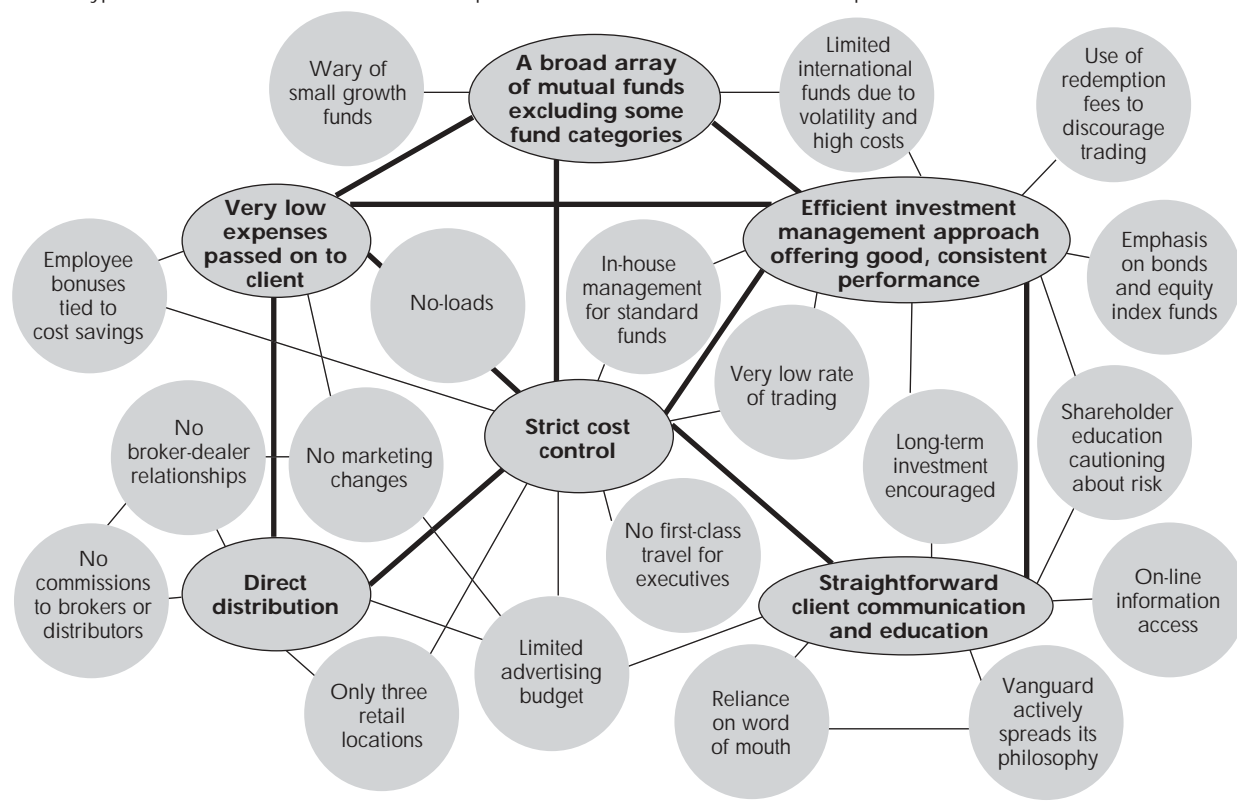 Wary of
small growth
funds
A broad array
of mutual funds
excluding some
fund categories
Limited
international
funds due to
volatility and
high costs
Use of
redemption
fees to
discourage
trading
Very low
expenses
passed on to
client
Efficient investment
management approach
offering good, consistent
performance
Employee
bonuses
tied to
cost savings
No-loads
In-house
management
for standard
funds
Emphasis
on bonds
and equity
index funds
Very low rate
of trading
No
broker-dealer
relationships
No marketing
changes
Strict cost
control
Long-term
investment
encouraged
Shareholder
education
cautioning
about risk
No
commissions
to brokers or
distributors
Direct
distribution
No first-class
travel for
executives
Straightforward
client communication
and education
On-line
information
access
Only three
retail
locations
Limited
advertising
budget
Reliance
on word
of mouth
Vanguard
actively
spreads its
philosophy